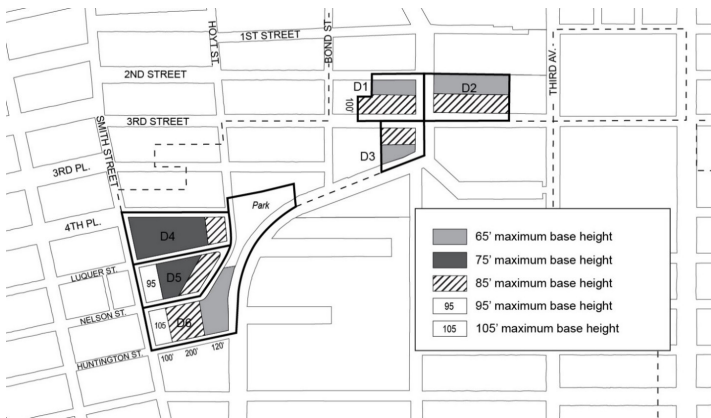 1ST STREET
HOYT ST.
BOND ST.
2ND STREET
THIRD AV.
D1
D2
100'
3RD STREET
SMITH STREET
D3
3RD PL.
Park
4TH PL.
D4
65' maximum base height
75' maximum base height
85' maximum base height
95 95' maximum base height
105 105' maximum base height
LUQUER ST.
95
D5
NELSON ST.
105
D6
HUNTINGTON ST.
100' 200' 120'